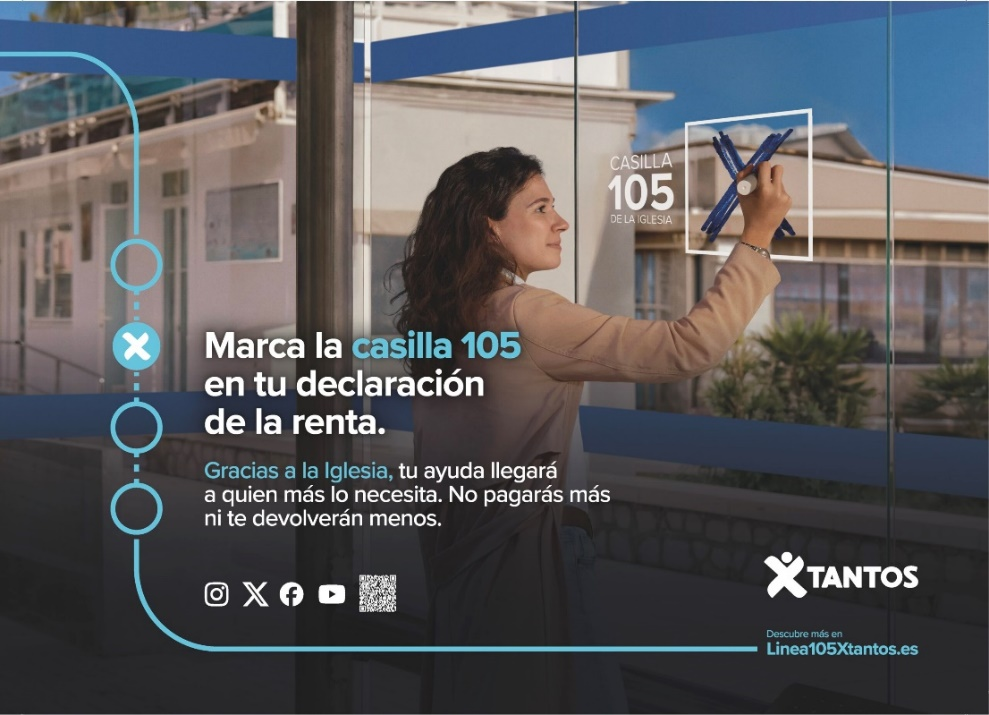 CASILLA
105
DE LA IGLESIA
Marca la casilla 105
en tu declaración
de la renta.
Gracias a la Iglesia, tu ayuda llegará
a quien más lo necesita. No pagarás más
ni te devolverán menos.
XTANTOS
Descubre más en
Linea105Xtantos.es